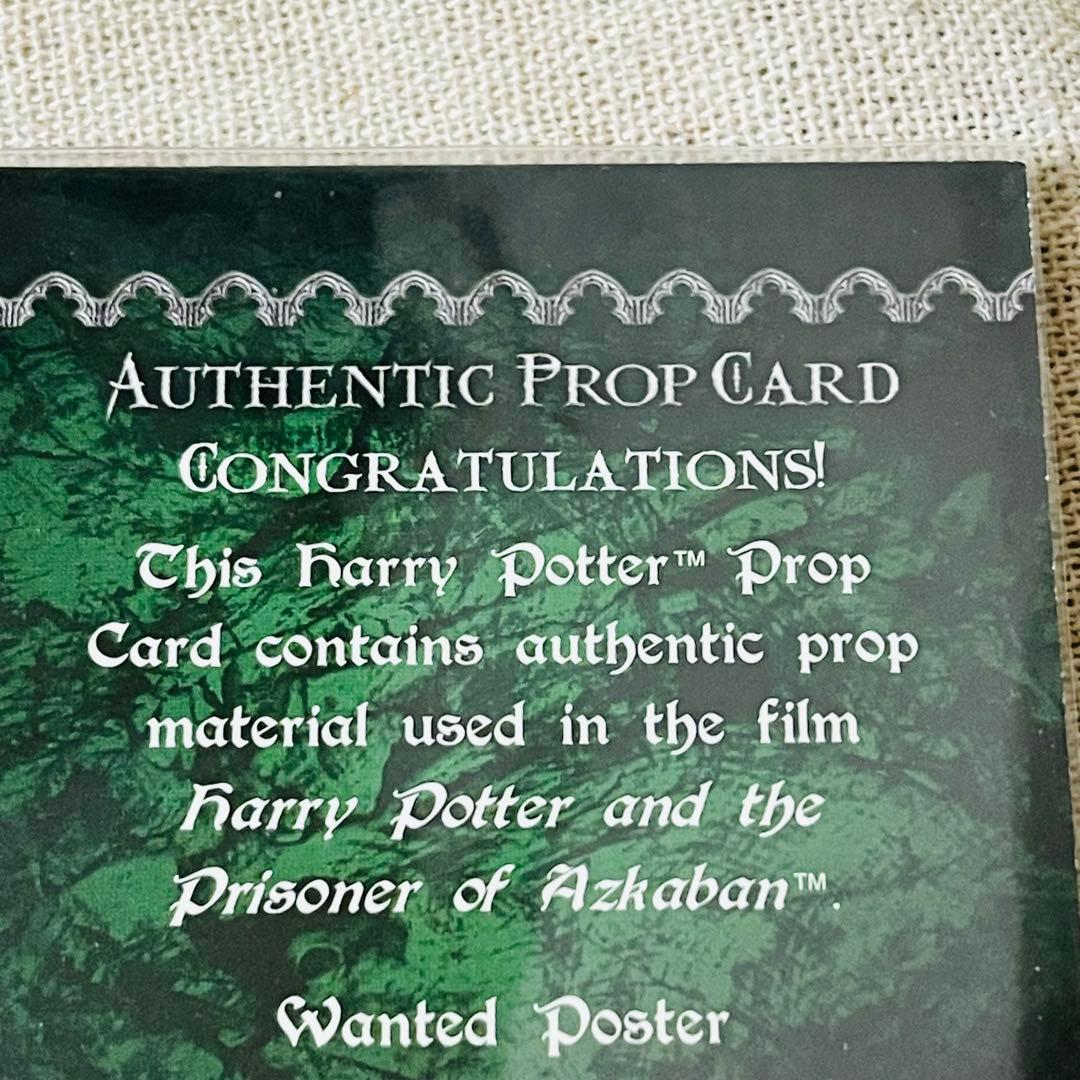 AUTHENTIC PROP CARD
CONGRATULATIONS!
This Harry Potter™ Prop
Card contains authentic prop
material used in the film
Harry Potter and the
Prisoner of Azkaban™.
Wanted Poster